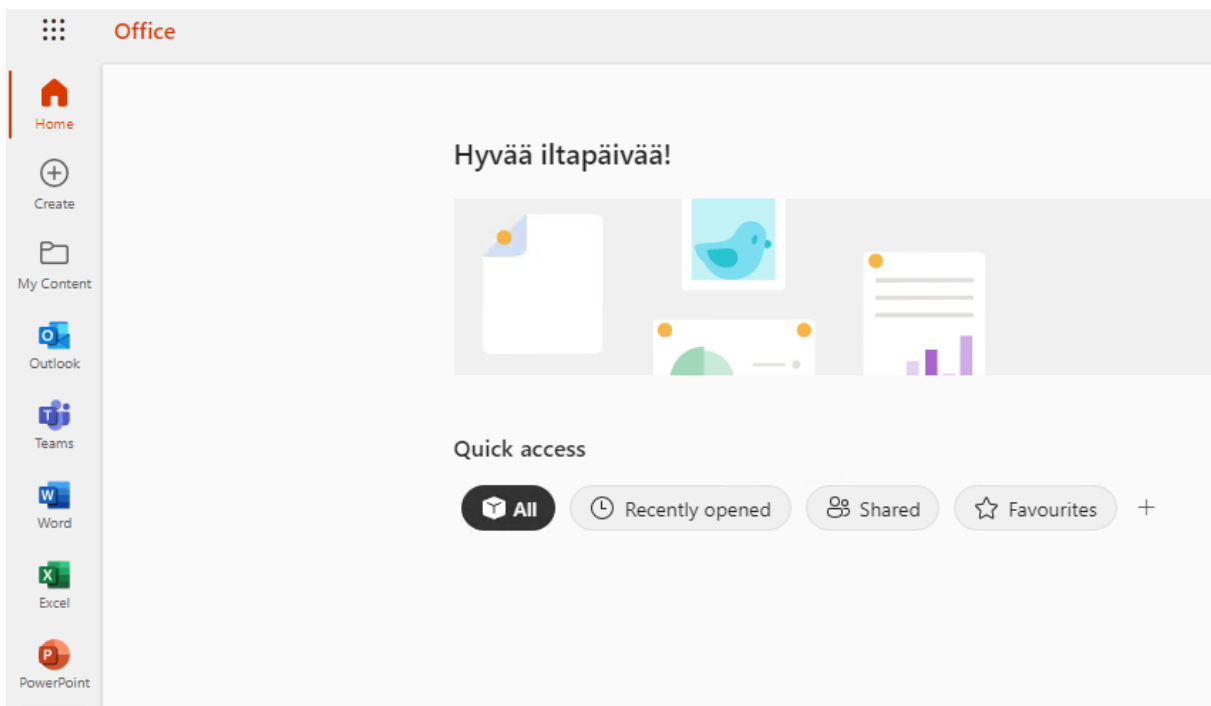 Office
Home
Create
My Content
Outlook
Teams
Word
Excel
PowerPoint
Hyvää iltapäivää!
Quick access
All
Recently opened
Shared
Favourites